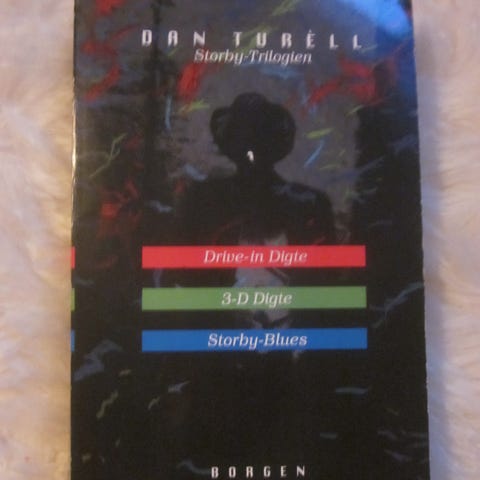 DAN TURÈLL
Storby-Trilogien
Drive-in Digte
3-D Digte
Storby-Blues
BORGEN